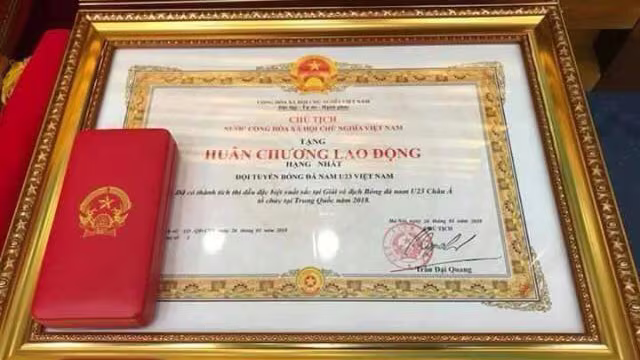 CỘNG HÒA XÃ HỘI CHỦ NGHĨA VIỆT NAM
Độc lập - Tự do - Hạnh phúc
CHỦ TỊCH
NƯỚC CỘNG HÒA XÃ HỘI CHỦ NGHĨA VIỆT NAM
TẶNG
HUÂN CHƯƠNG LAO ĐỘNG
HẠNG NHẤT
ĐỘI TUYỂN BÓNG ĐÁ NAM U23 VIỆT NAM
Đã có thành tích thi đấu đặc biệt xuất sắc tại Giải vô địch Bóng đá nam U23 Châu Á
tổ chức tại Trung Quốc năm 2018.
Hà Nội, ngày 26 tháng 01 năm 2018
CHỦ TỊCH
Trần Đại Quang